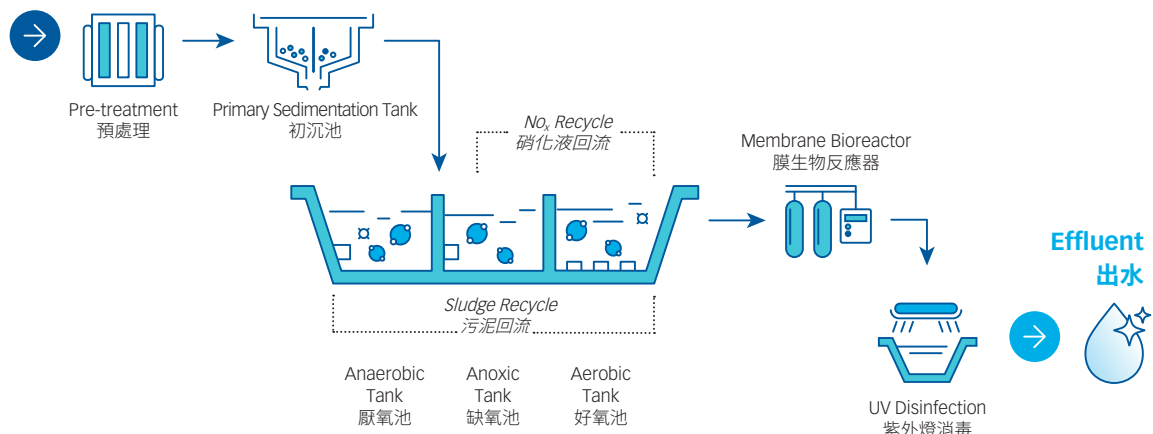 Pre-treatment
預處理
Primary Sedimentation Tank
初沉池
Noₓ Recycle
硝化液回流
Membrane Bioreactor
膜生物反應器
Effluent
出水
Sludge Recycle
污泥回流
Anaerobic
Tank
厭氧池
Anoxic
Tank
缺氧池
Aerobic
Tank
好氧池
UV Disinfection
紫外燈消毒